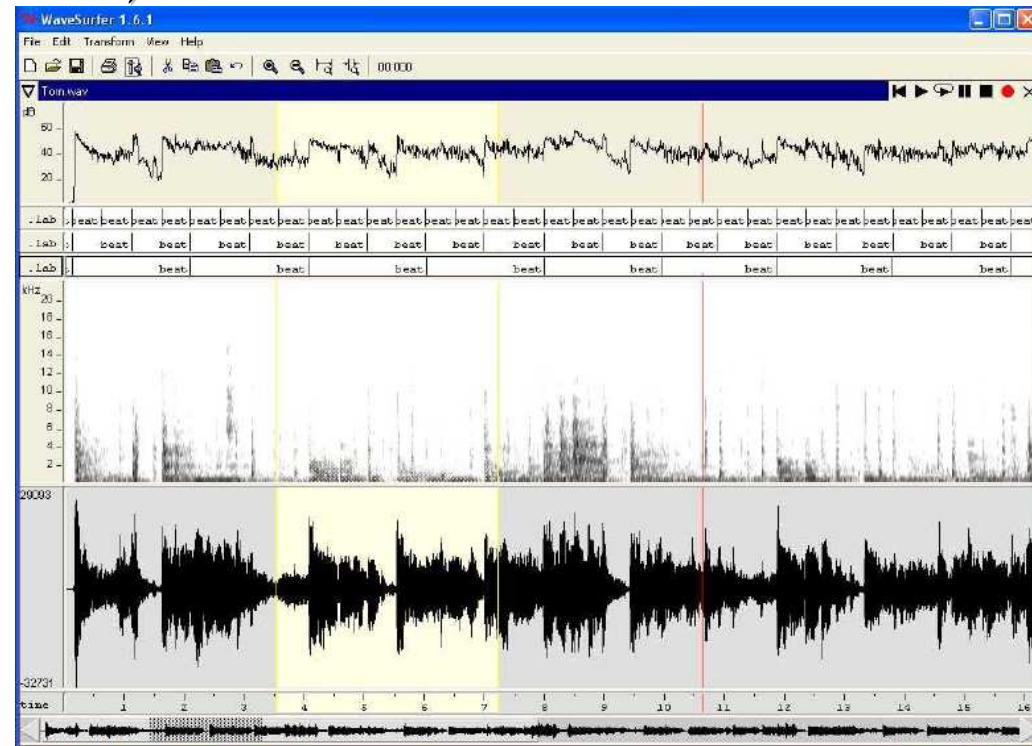 WaveSurfer 1.6.1
File Edit Transform View Help
00.000
Tom.wav
dB
60
40
20
.lab beat beat beat beat beat beat beat beat beat beat beat beat beat beat beat beat beat beat beat beat beat beat beat beat beat beat beat beat beat beat beat beat
.lab beat beat beat beat beat beat beat beat beat beat beat beat beat beat beat beat
.lab beat beat beat beat beat beat beat beat
kHz
20
18
16
14
12
10
8
6
4
2
29093
-32731
time 1 2 3 4 5 6 7 8 9 10 11 12 13 14 15 16